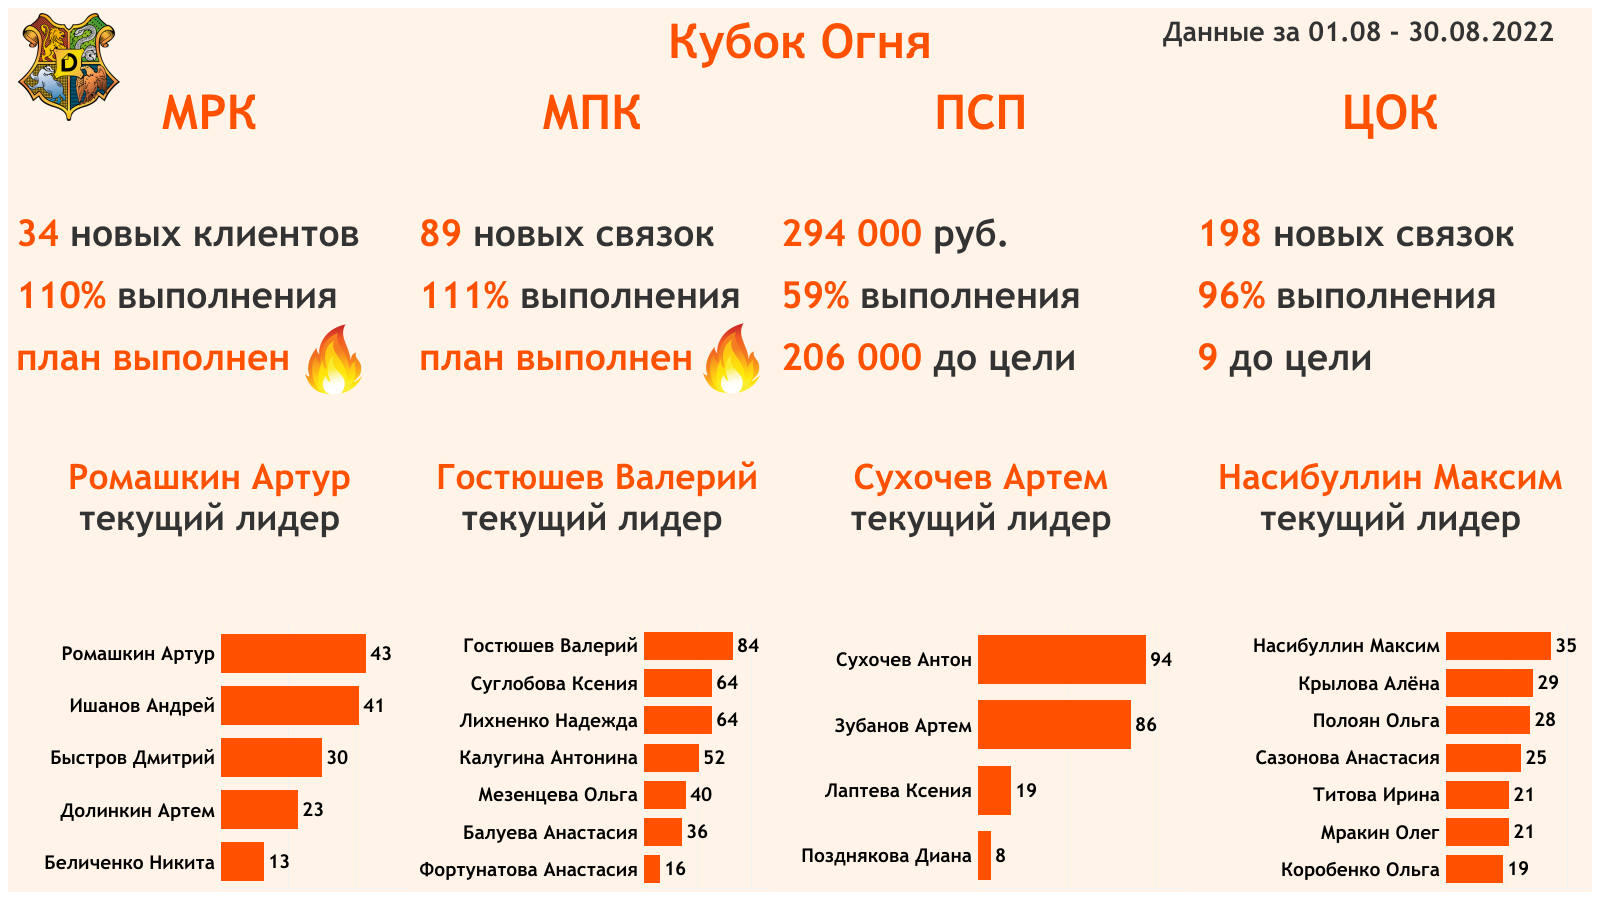 Кубок Огня
Данные за 01.08 - 30.08.2022
D
МРК
34 новых клиентов
110% выполнения
план выполнен
Ромашкин Артур
текущий лидер
Ромашкин Артур 43
Ишанов Андрей 41
Быстров Дмитрий 30
Долинкин Артем 23
Беличенко Никита 13
МПК
89 новых связок
111% выполнения
план выполнен
Гостюшев Валерий
текущий лидер
Гостюшев Валерий 84
Суглобова Ксения 64
Лихненко Надежда 64
Калугина Антонина 52
Мезенцева Ольга 40
Балуева Анастасия 36
Фортунатова Анастасия 16
ПСП
294 000 руб.
59% выполнения
206 000 до цели
Сухочев Артем
текущий лидер
Сухочев Антон 94
Зубанов Артем 86
Лаптева Ксения 19
Позднякова Диана 8
ЦОК
198 новых связок
96% выполнения
9 до цели
Насибуллин Максим
текущий лидер
Насибуллин Максим 35
Крылова Алёна 29
Полоян Ольга 28
Сазонова Анастасия 25
Титова Ирина 21
Мракин Олег 21
Коробенко Ольга 19